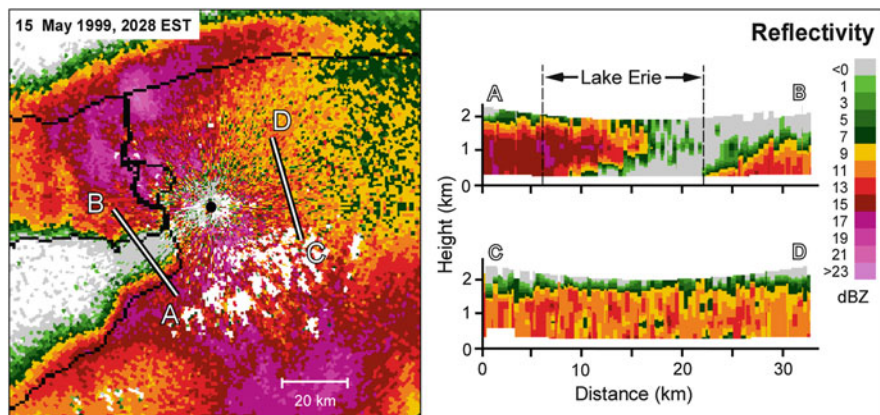 15 May 1999, 2028 EST
D
B
C
A
20 km
Reflectivity
A
Lake Erie
B
2
1
0
Height (km)
C
D
2
1
0
0
10
20
30
Distance (km)
<0
1
3
5
7
9
11
13
15
17
19
21
>23
dBZ